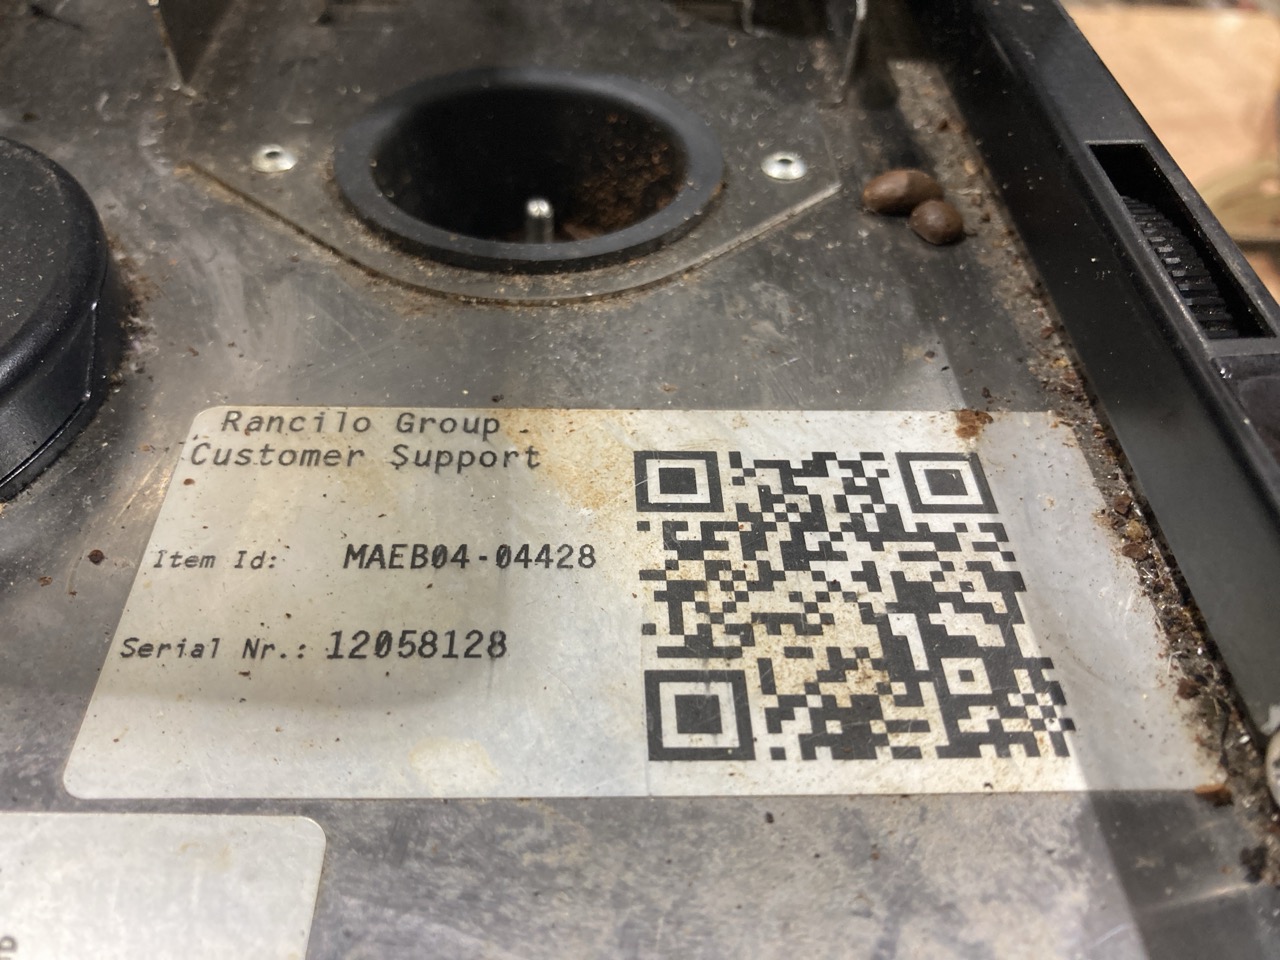 Rancilo Group
Customer Support
Item Id: MAEB04-04428
Serial Nr.: 12058128